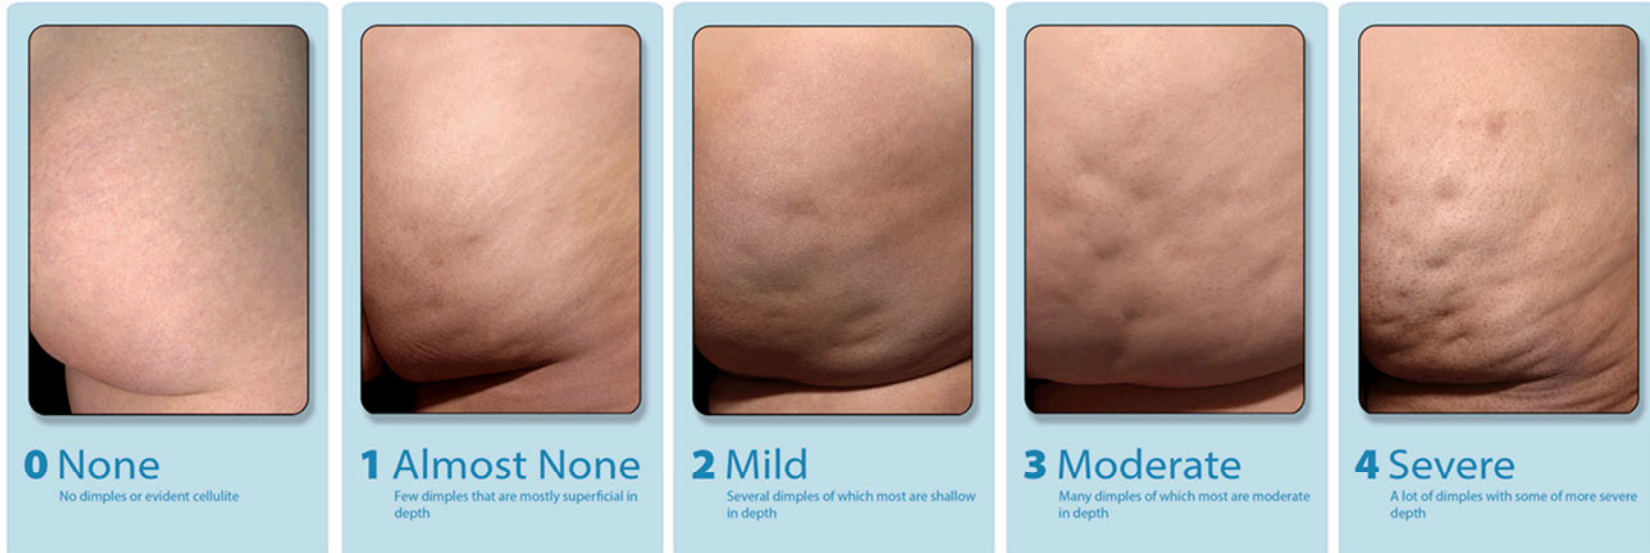 0 None
No dimples or evident cellulite
1 Almost None
Few dimples that are mostly superficial in
depth
2 Mild
Several dimples of which most are shallow
in depth
3 Moderate
Many dimples of which most are moderate
in depth
4 Severe
A lot of dimples with some of more severe
depth